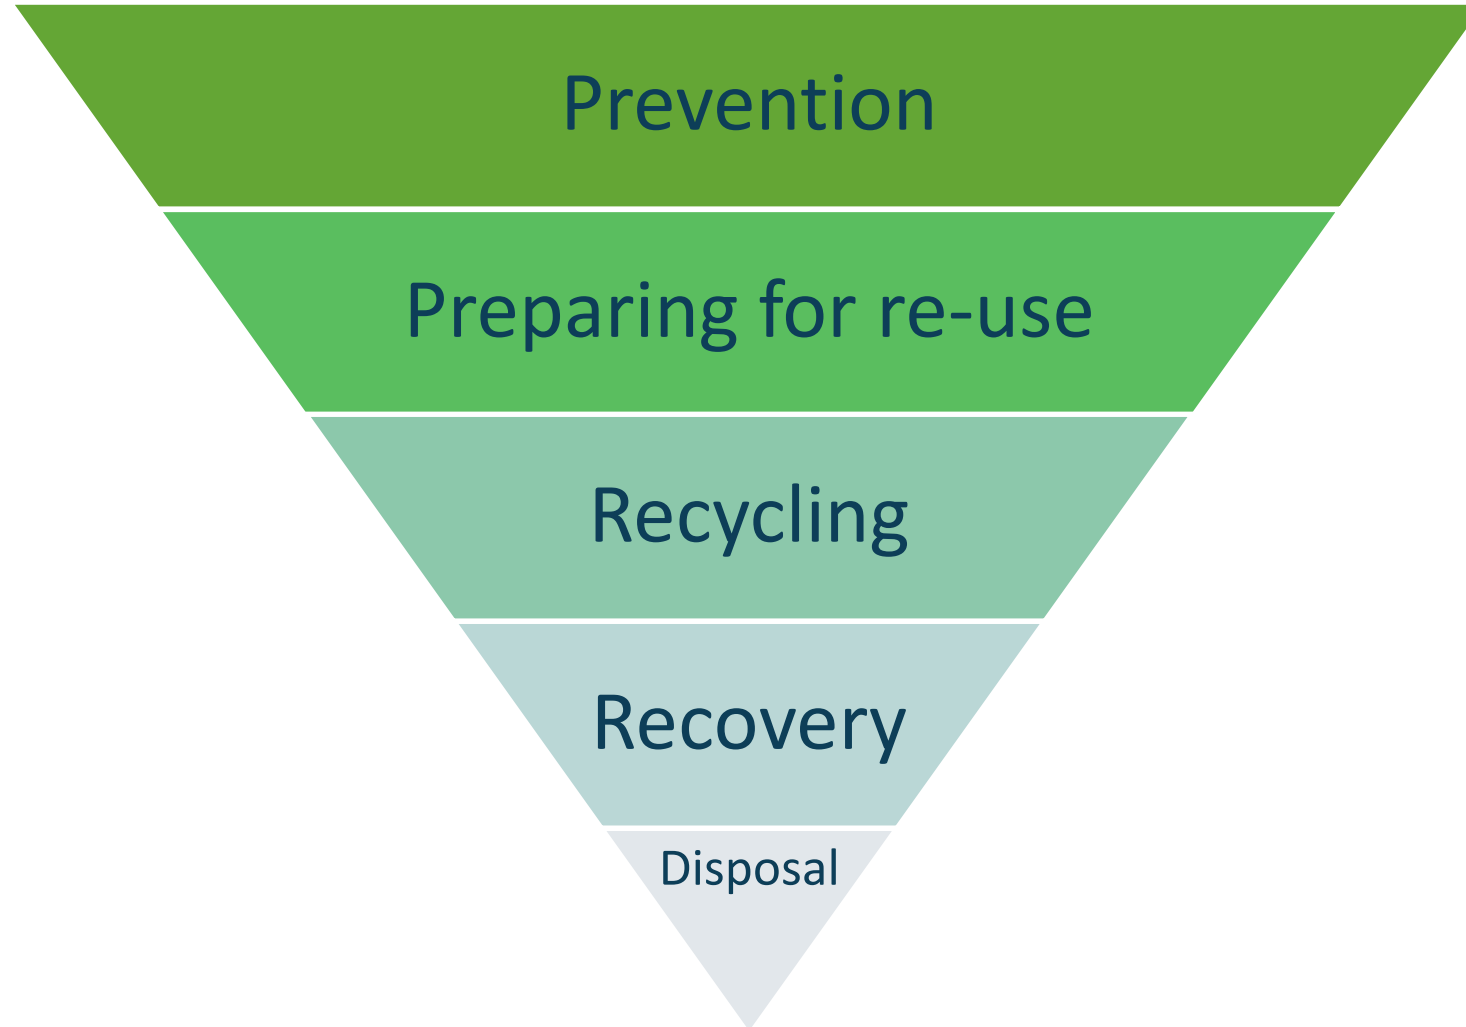 Prevention
Preparing for re-use
Recycling
Recovery
Disposal